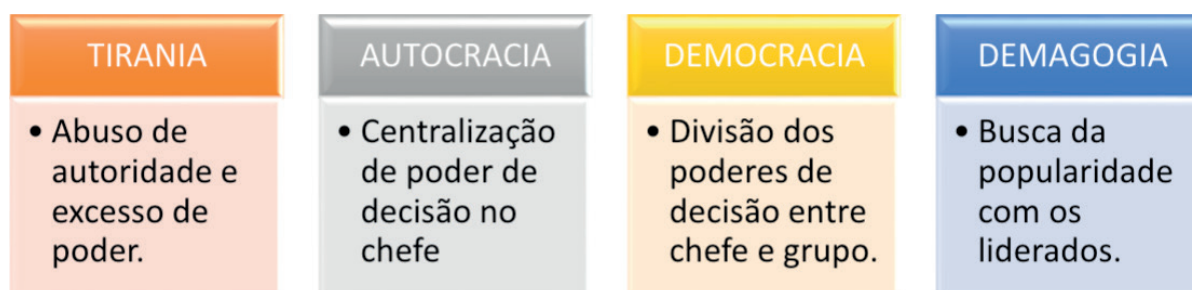 TIRANIA
• Abuso de
autoridade e
excesso de
poder.
AUTOCRACIA
• Centralização
de poder de
decisão no
chefe
DEMOCRACIA
• Divisão dos
poderes de
decisão entre
chefe e grupo.
DEMAGOGIA
• Busca da
popularidade
com os
liderados.